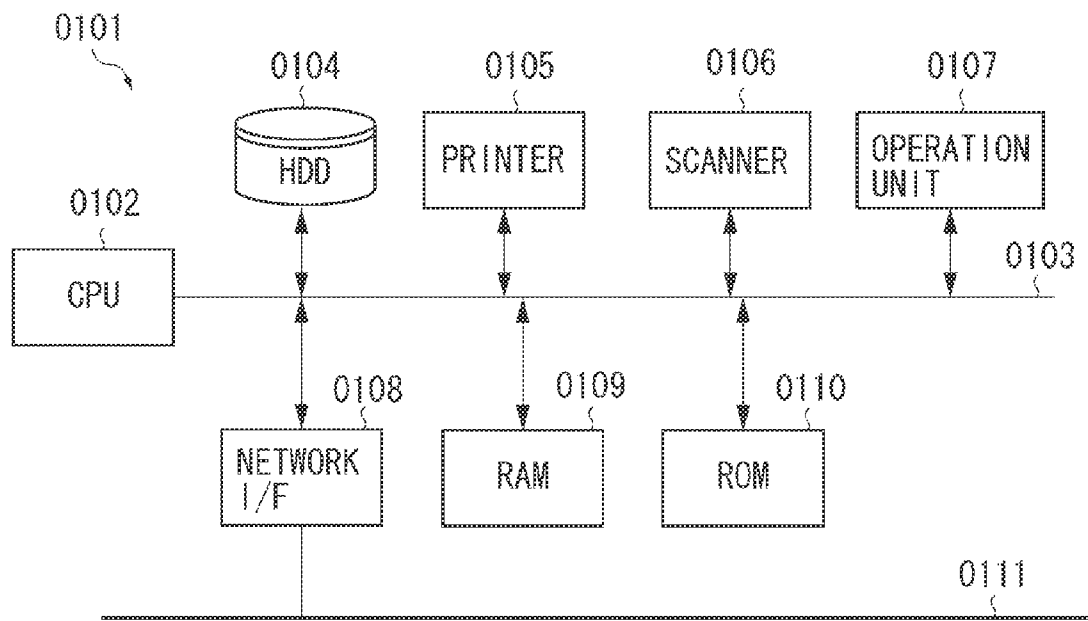 0101
0104
0105
0106
0107
HDD
PRINTER
SCANNER
OPERATION
UNIT
0102
CPU
0103
0108
0109
0110
NETWORK
I/F
RAM
ROM
0111